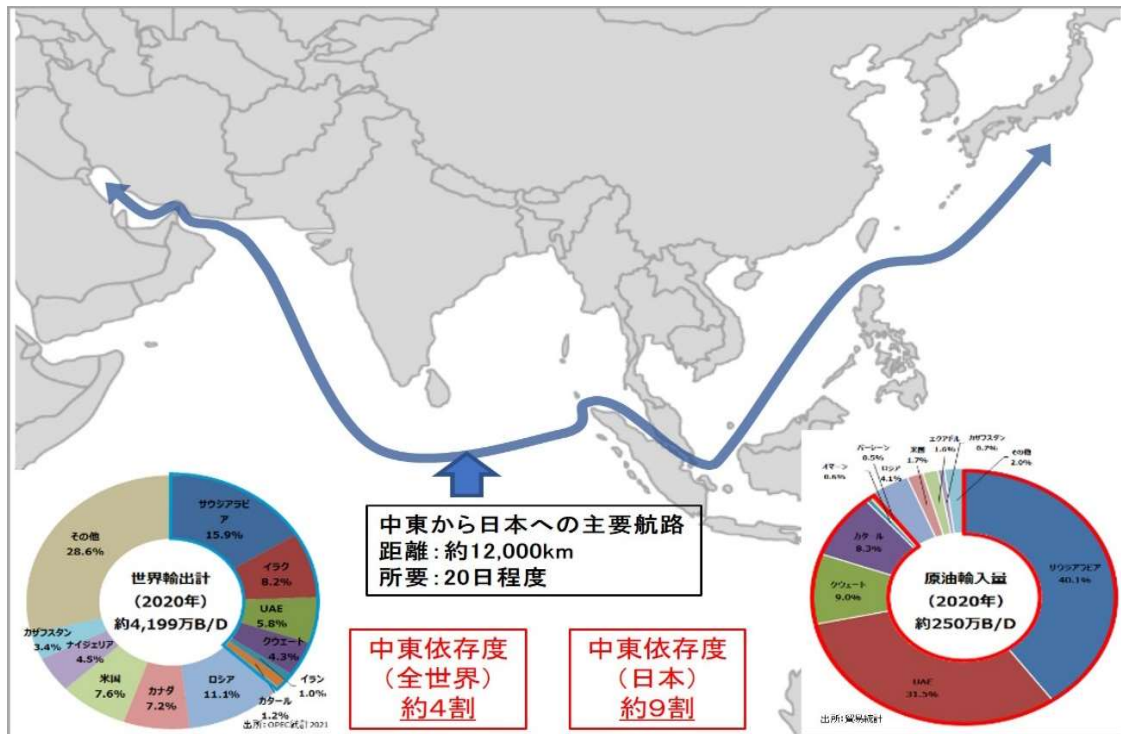 中東から日本への主要航路
距離：約12,000km
所要：20日程度
サウジアラビ
ア
15.9%
イラク
8.2%
UAE
5.8%
クウェート
4.3%
イラン
1.0%
カタール
1.2%
ロシア
11.1%
カナダ
7.2%
米国
7.6%
ナイジェリア
4.5%
カザフスタン
3.4%
その他
28.6%
世界輸出計
（2020年）
約4,199万B/D
出所：OPEC統計2021
中東依存度
（全世界）
約4割
中東依存度
（日本）
約9割
サウジアラビア
40.1%
UAE
31.5%
クウェート
9.0%
カタール
8.3%
オマーン
0.6%
バーレーン
0.5%
ロシア
4.1%
米国
1.7%
エクアドル
1.6%
カザフスタン
0.7%
その他
2.0%
原油輸入量
（2020年）
約250万B/D
出所：貿易統計